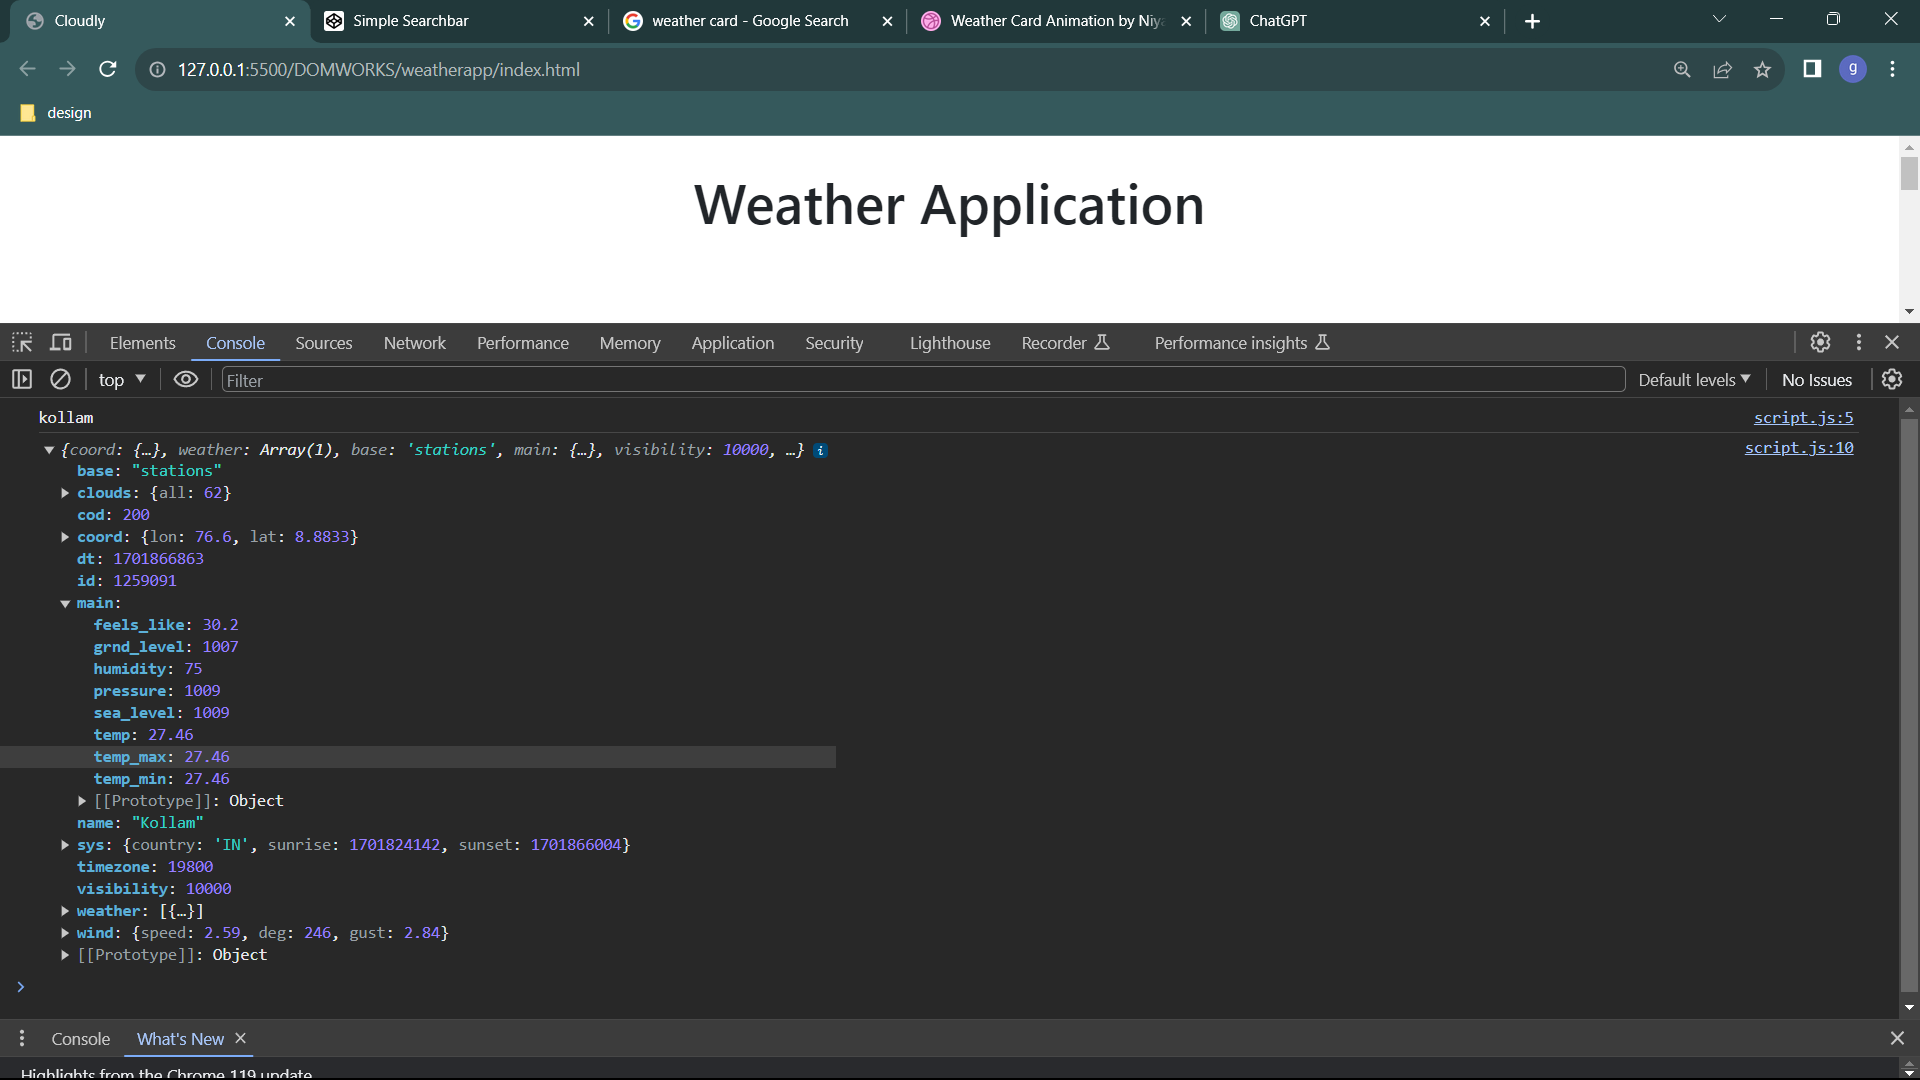 Cloudly
Simple Searchbar
weather card - Google Search
Weather Card Animation by Niy
ChatGPT
127.0.0.1:5500/DOMWORKS/weatherapp/index.html
g
design
Weather Application
Elements Console Sources Network Performance Memory Application Security Lighthouse Recorder Performance insights
top Filter Default levels No Issues
kollam script.js:5
{coord: {…}, weather: Array(1), base: 'stations', main: {…}, visibility: 10000, …} i script.js:10
base: "stations"
clouds: {all: 62}
cod: 200
coord: {lon: 76.6, lat: 8.8833}
dt: 1701866863
id: 1259091
main:
feels_like: 30.2
grnd_level: 1007
humidity: 75
pressure: 1009
sea_level: 1009
temp: 27.46
temp_max: 27.46
temp_min: 27.46
[[Prototype]]: Object
name: "Kollam"
sys: {country: 'IN', sunrise: 1701824142, sunset: 1701866004}
timezone: 19800
visibility: 10000
weather: [{…}]
wind: {speed: 2.59, deg: 246, gust: 2.84}
[[Prototype]]: Object
Console What's New
Highlights from the Chrome 119 update